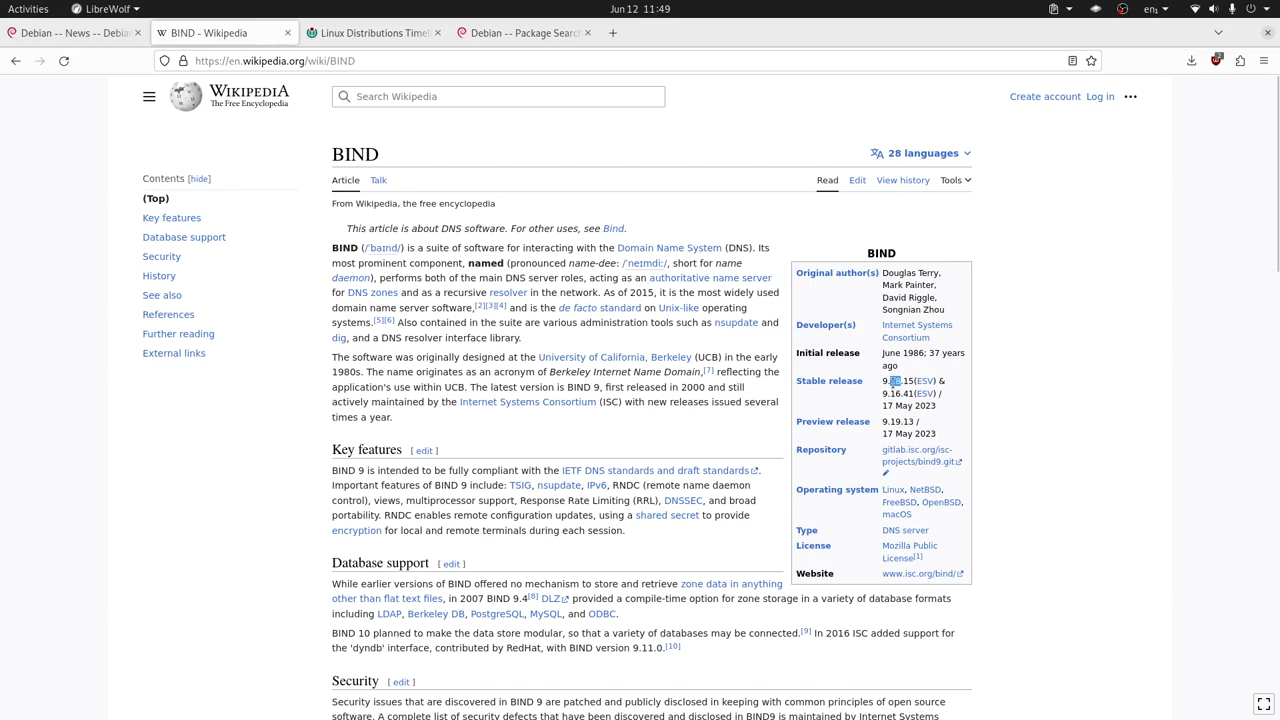 Activities LibreWolf Jun 12 11:49 en
Debian -- News -- Debia BIND - Wikipedia Linux Distributions Timel Debian -- Package Search
https://en.wikipedia.org/wiki/BIND 2
WIKIPEDIA
The Free Encyclopedia
Search Wikipedia
Create account Log in
BIND
28 languages
Contents [hide]
(Top)
Key features
Database support
Security
History
See also
References
Further reading
External links
Article Talk Read Edit View history Tools
From Wikipedia, the free encyclopedia
This article is about DNS software. For other uses, see Bind.
BIND (/ˈbaɪnd/) is a suite of software for interacting with the Domain Name System (DNS). Its
most prominent component, named (pronounced name-dee: /ˈneɪmdiː/, short for name
daemon), performs both of the main DNS server roles, acting as an authoritative name server
for DNS zones and as a recursive resolver in the network. As of 2015, it is the most widely used
domain name server software,[2][3][4] and is the de facto standard on Unix-like operating
systems.[5][6] Also contained in the suite are various administration tools such as nsupdate and
dig, and a DNS resolver interface library.
The software was originally designed at the University of California, Berkeley (UCB) in the early
1980s. The name originates as an acronym of Berkeley Internet Name Domain,[7] reflecting the
application's use within UCB. The latest version is BIND 9, first released in 2000 and still
actively maintained by the Internet Systems Consortium (ISC) with new releases issued several
times a year.
BIND
Original author(s) Douglas Terry,
Mark Painter,
David Riggle,
Songnian Zhou
Developer(s) Internet Systems
Consortium
Initial release June 1986; 37 years
ago
Stable release 9.18.15(ESV) &
9.16.41(ESV) /
17 May 2023
Preview release 9.19.13 /
17 May 2023
Repository gitlab.isc.org/isc-
projects/bind9.git
Operating system Linux, NetBSD,
FreeBSD, OpenBSD,
macOS
Type DNS server
License Mozilla Public
License[1]
Website www.isc.org/bind/
Key features [ edit ]
BIND 9 is intended to be fully compliant with the IETF DNS standards and draft standards.
Important features of BIND 9 include: TSIG, nsupdate, IPv6, RNDC (remote name daemon
control), views, multiprocessor support, Response Rate Limiting (RRL), DNSSEC, and broad
portability. RNDC enables remote configuration updates, using a shared secret to provide
encryption for local and remote terminals during each session.
Database support [ edit ]
While earlier versions of BIND offered no mechanism to store and retrieve zone data in anything
other than flat text files, in 2007 BIND 9.4[8] DLZ provided a compile-time option for zone storage in a variety of database formats
including LDAP, Berkeley DB, PostgreSQL, MySQL, and ODBC.
BIND 10 planned to make the data store modular, so that a variety of databases may be connected.[9] In 2016 ISC added support for
the 'dyndb' interface, contributed by RedHat, with BIND version 9.11.0.[10]
Security [ edit ]
Security issues that are discovered in BIND 9 are patched and publicly disclosed in keeping with common principles of open source
software. A complete list of security defects that have been discovered and disclosed in BIND9 is maintained by Internet Systems